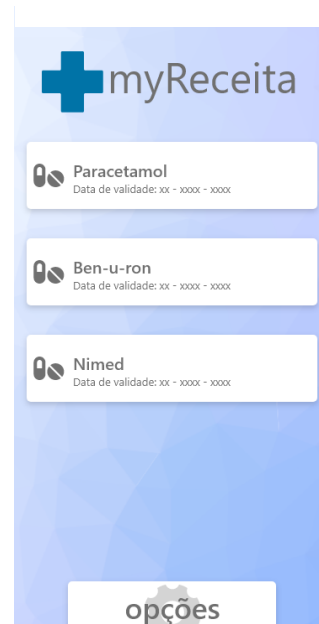 myReceita
Paracetamol
Data de validade: xx - xxxx - xxxx
Ben-u-ron
Data de validade: xx - xxxx - xxxx
Nimed
Data de validade: xx - xxxx - xxxx
opções